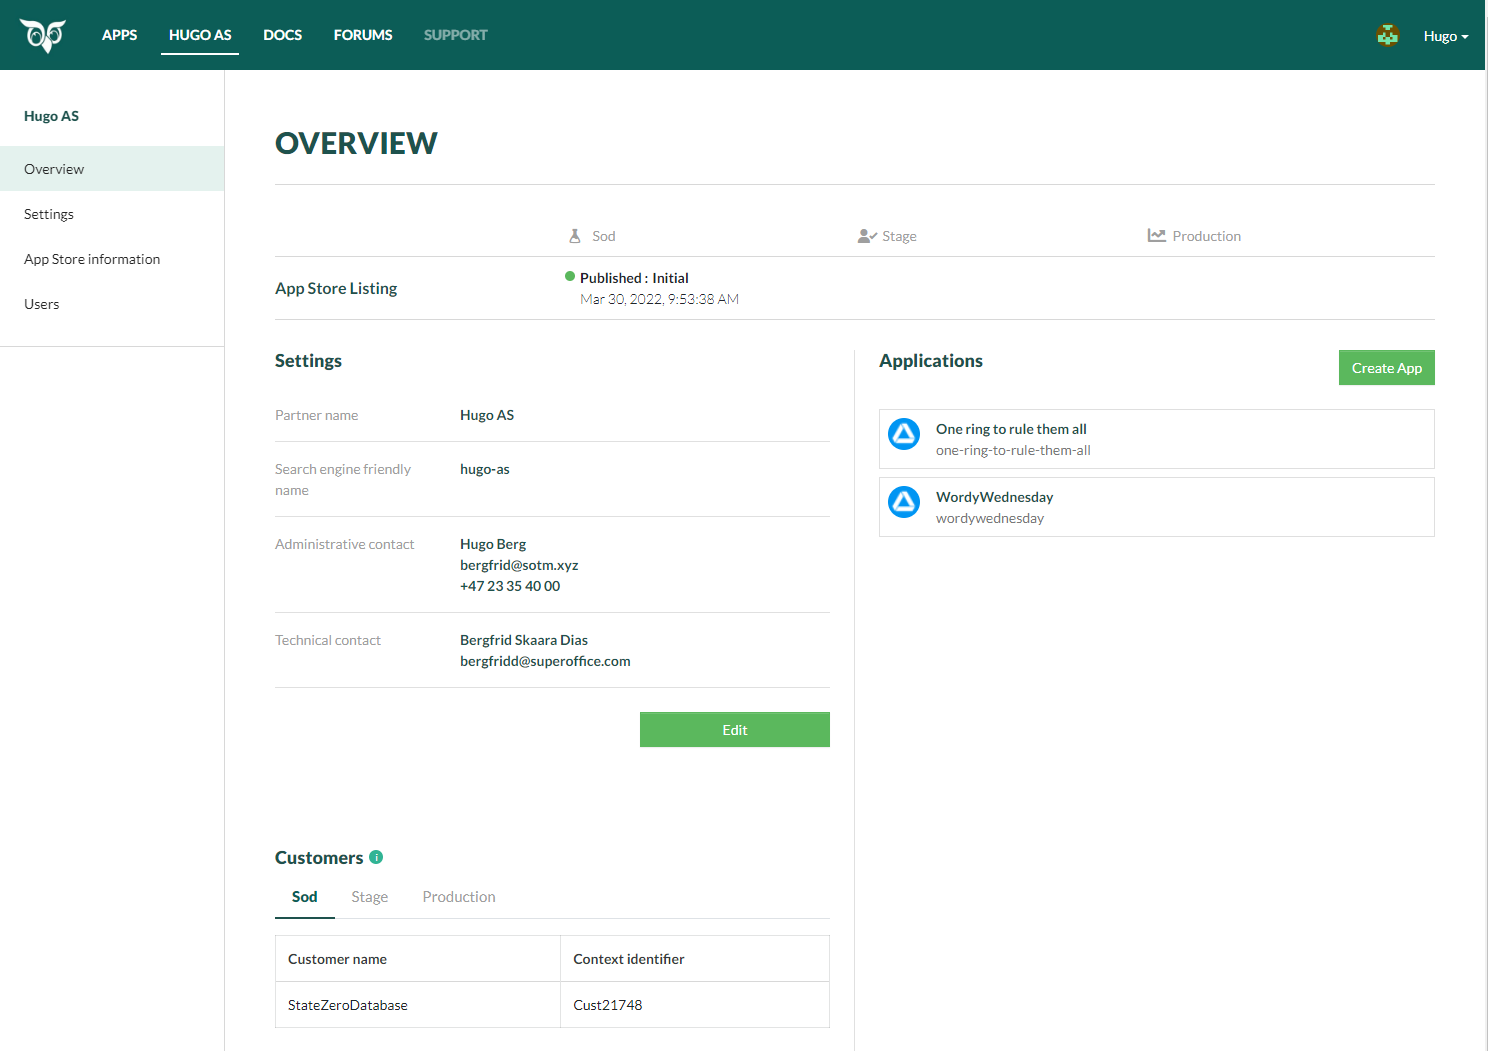 APPS
HUGO AS
DOCS
FORUMS
SUPPORT
Hugo
Hugo AS
Overview
Settings
App Store information
Users
OVERVIEW
Sod
Stage
Production
App Store Listing
Published : Initial
Mar 30, 2022, 9:53:38 AM
Settings
Partner name
Hugo AS
Search engine friendly
name
hugo-as
Administrative contact
Hugo Berg
bergfrid@sotm.xyz
+47 23 35 40 00
Technical contact
Bergfrid Skaara Dias
bergfridd@superoffice.com
Edit
Applications
Create App
One ring to rule them all
one-ring-to-rule-them-all
WordyWednesday
wordywednesday
Customers
Sod
Stage
Production
Customer name
Context identifier
StateZeroDatabase
Cust21748